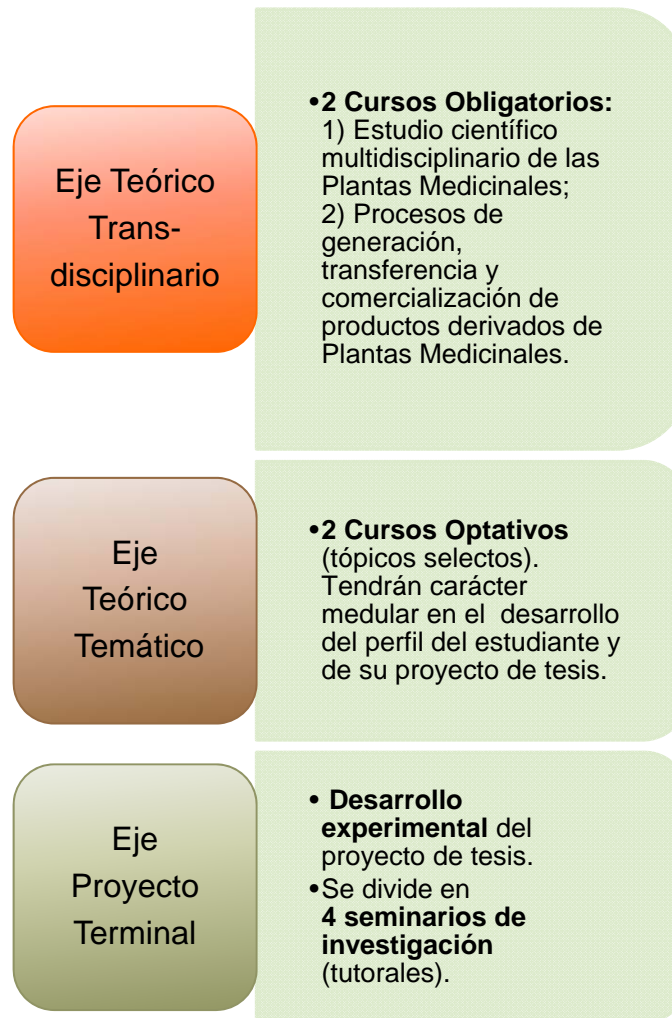 Eje Teórico
Trans-
disciplinario
•2 Cursos Obligatorios:
1) Estudio científico
multidisciplinario de las
Plantas Medicinales;
2) Procesos de
generación,
transferencia y
comercialización de
productos derivados de
Plantas Medicinales.
Eje
Teórico
Temático
•2 Cursos Optativos
(tópicos selectos).
Tendrán carácter
medular en el desarrollo
del perfil del estudiante y
de su proyecto de tesis.
Eje
Proyecto
Terminal
• Desarrollo
experimental del
proyecto de tesis.
•Se divide en
4 seminarios de
investigación
(tutorales).